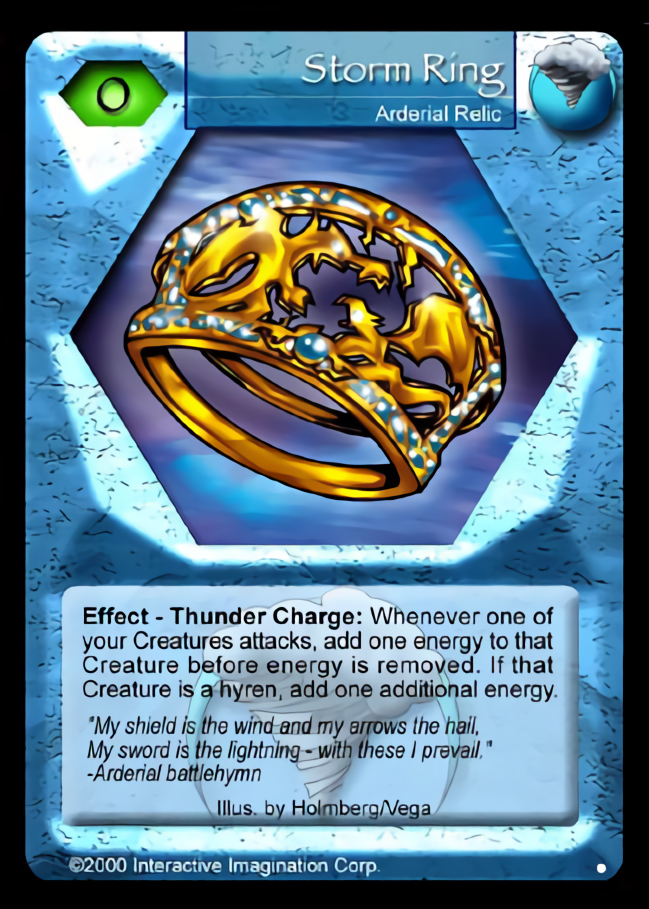 0
Storm Ring
Arderial Relic
Effect - Thunder Charge: Whenever one of
your Creatures attacks, add one energy to that
Creature before energy is removed. If that
Creature is a hyren, add one additional energy.
"My shield is the wind and my arrows the hail,
My sword is the lightning - with these I prevail."
-Arderial battlehymn
Illus. by Holmberg/Vega
©2000 Interactive Imagination Corp.